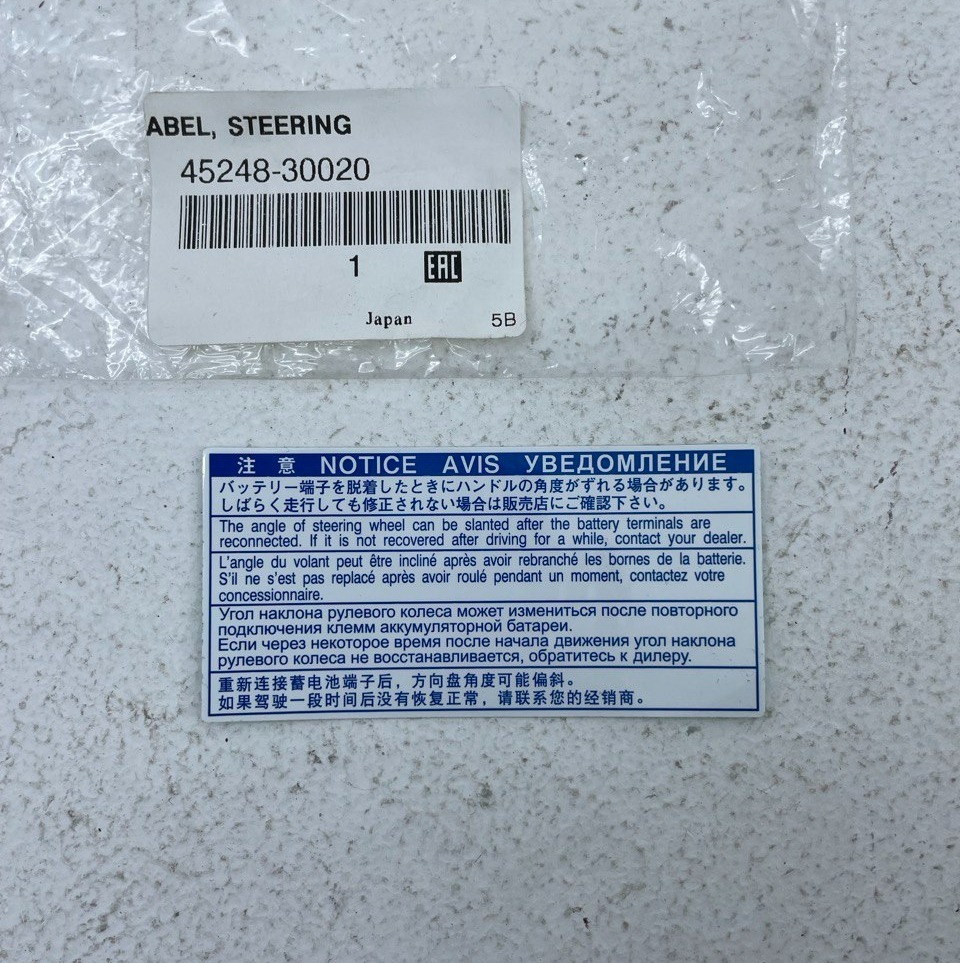 ABEL, STEERING
45248-30020
1 EAC
Japan 5B
注 意 NOTICE AVIS УВЕДОМЛЕНИЕ
バッテリー端子を脱着したときにハンドルの角度がずれる場合があります。
しばらく走行しても修正されない場合は販売店にご確認下さい。
The angle of steering wheel can be slanted after the battery terminals are
reconnected. If it is not recovered after driving for a while, contact your dealer.
L'angle du volant peut être incliné après avoir rebranché les bornes de la batterie.
S'il ne s'est pas replacé après avoir roulé pendant un moment, contactez votre
concessionnaire.
Угол наклона рулевого колеса может измениться после повторного
подключения клемм аккумуляторной батареи.
Если через некоторое время после начала движения угол наклона
рулевого колеса не восстанавливается, обратитесь к дилеру.
重新连接蓄电池端子后，方向盘角度可能偏斜。
如果驾驶一段时间后没有恢复正常，请联系您的经销商。